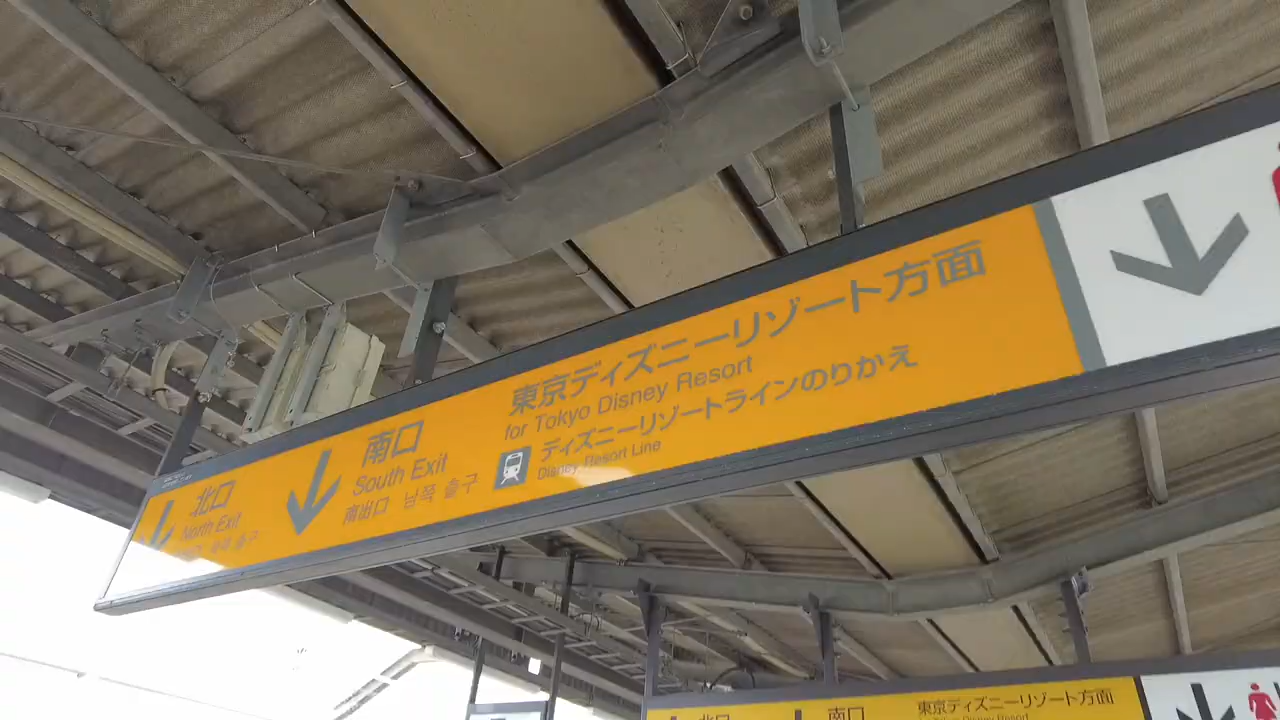 北口
North Exit
南口
South Exit
南出口 남쪽 출구
東京ディズニーリゾート方面
for Tokyo Disney Resort
ディズニーリゾートラインのりかえ
Disney Resort Line
北口
南口
東京ディズニーリゾート方面